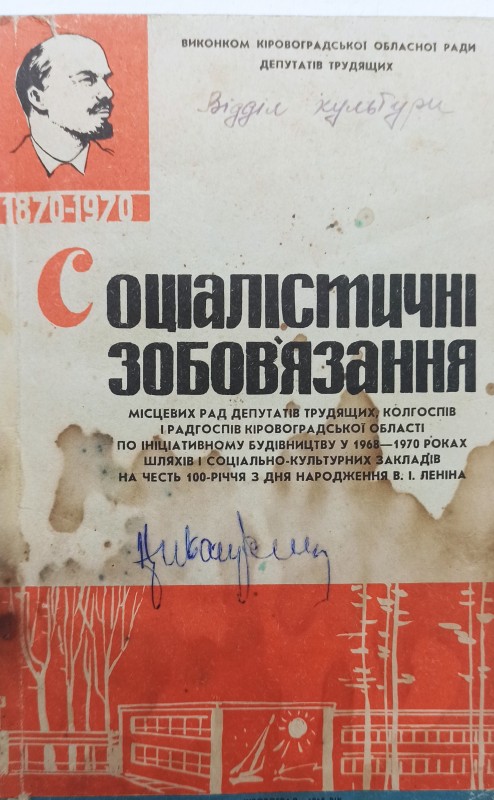 ВИКОНКОМ КІРОВОГРАДСЬКОЇ ОБЛАСНОЇ РАДИ
ДЕПУТАТІВ ТРУДЯЩИХ
Відділ культури
1870-1970
Соціалістичні
ЗОБОВ'ЯЗАННЯ
МІСЦЕВИХ РАД ДЕПУТАТІВ ТРУДЯЩИХ, КОЛГОСПІВ
І РАДГОСПІВ КІРОВОГРАДСЬКОЇ ОБЛАСТІ
ПО ІНІЦІАТИВНОМУ БУДІВНИЦТВУ У 1968—1970 РОКАХ
ШЛЯХІВ І СОЦІАЛЬНО-КУЛЬТУРНИХ ЗАКЛАДІВ
НА ЧЕСТЬ 100-РІЧЧЯ З ДНЯ НАРОДЖЕННЯ В. І. ЛЕНІНА